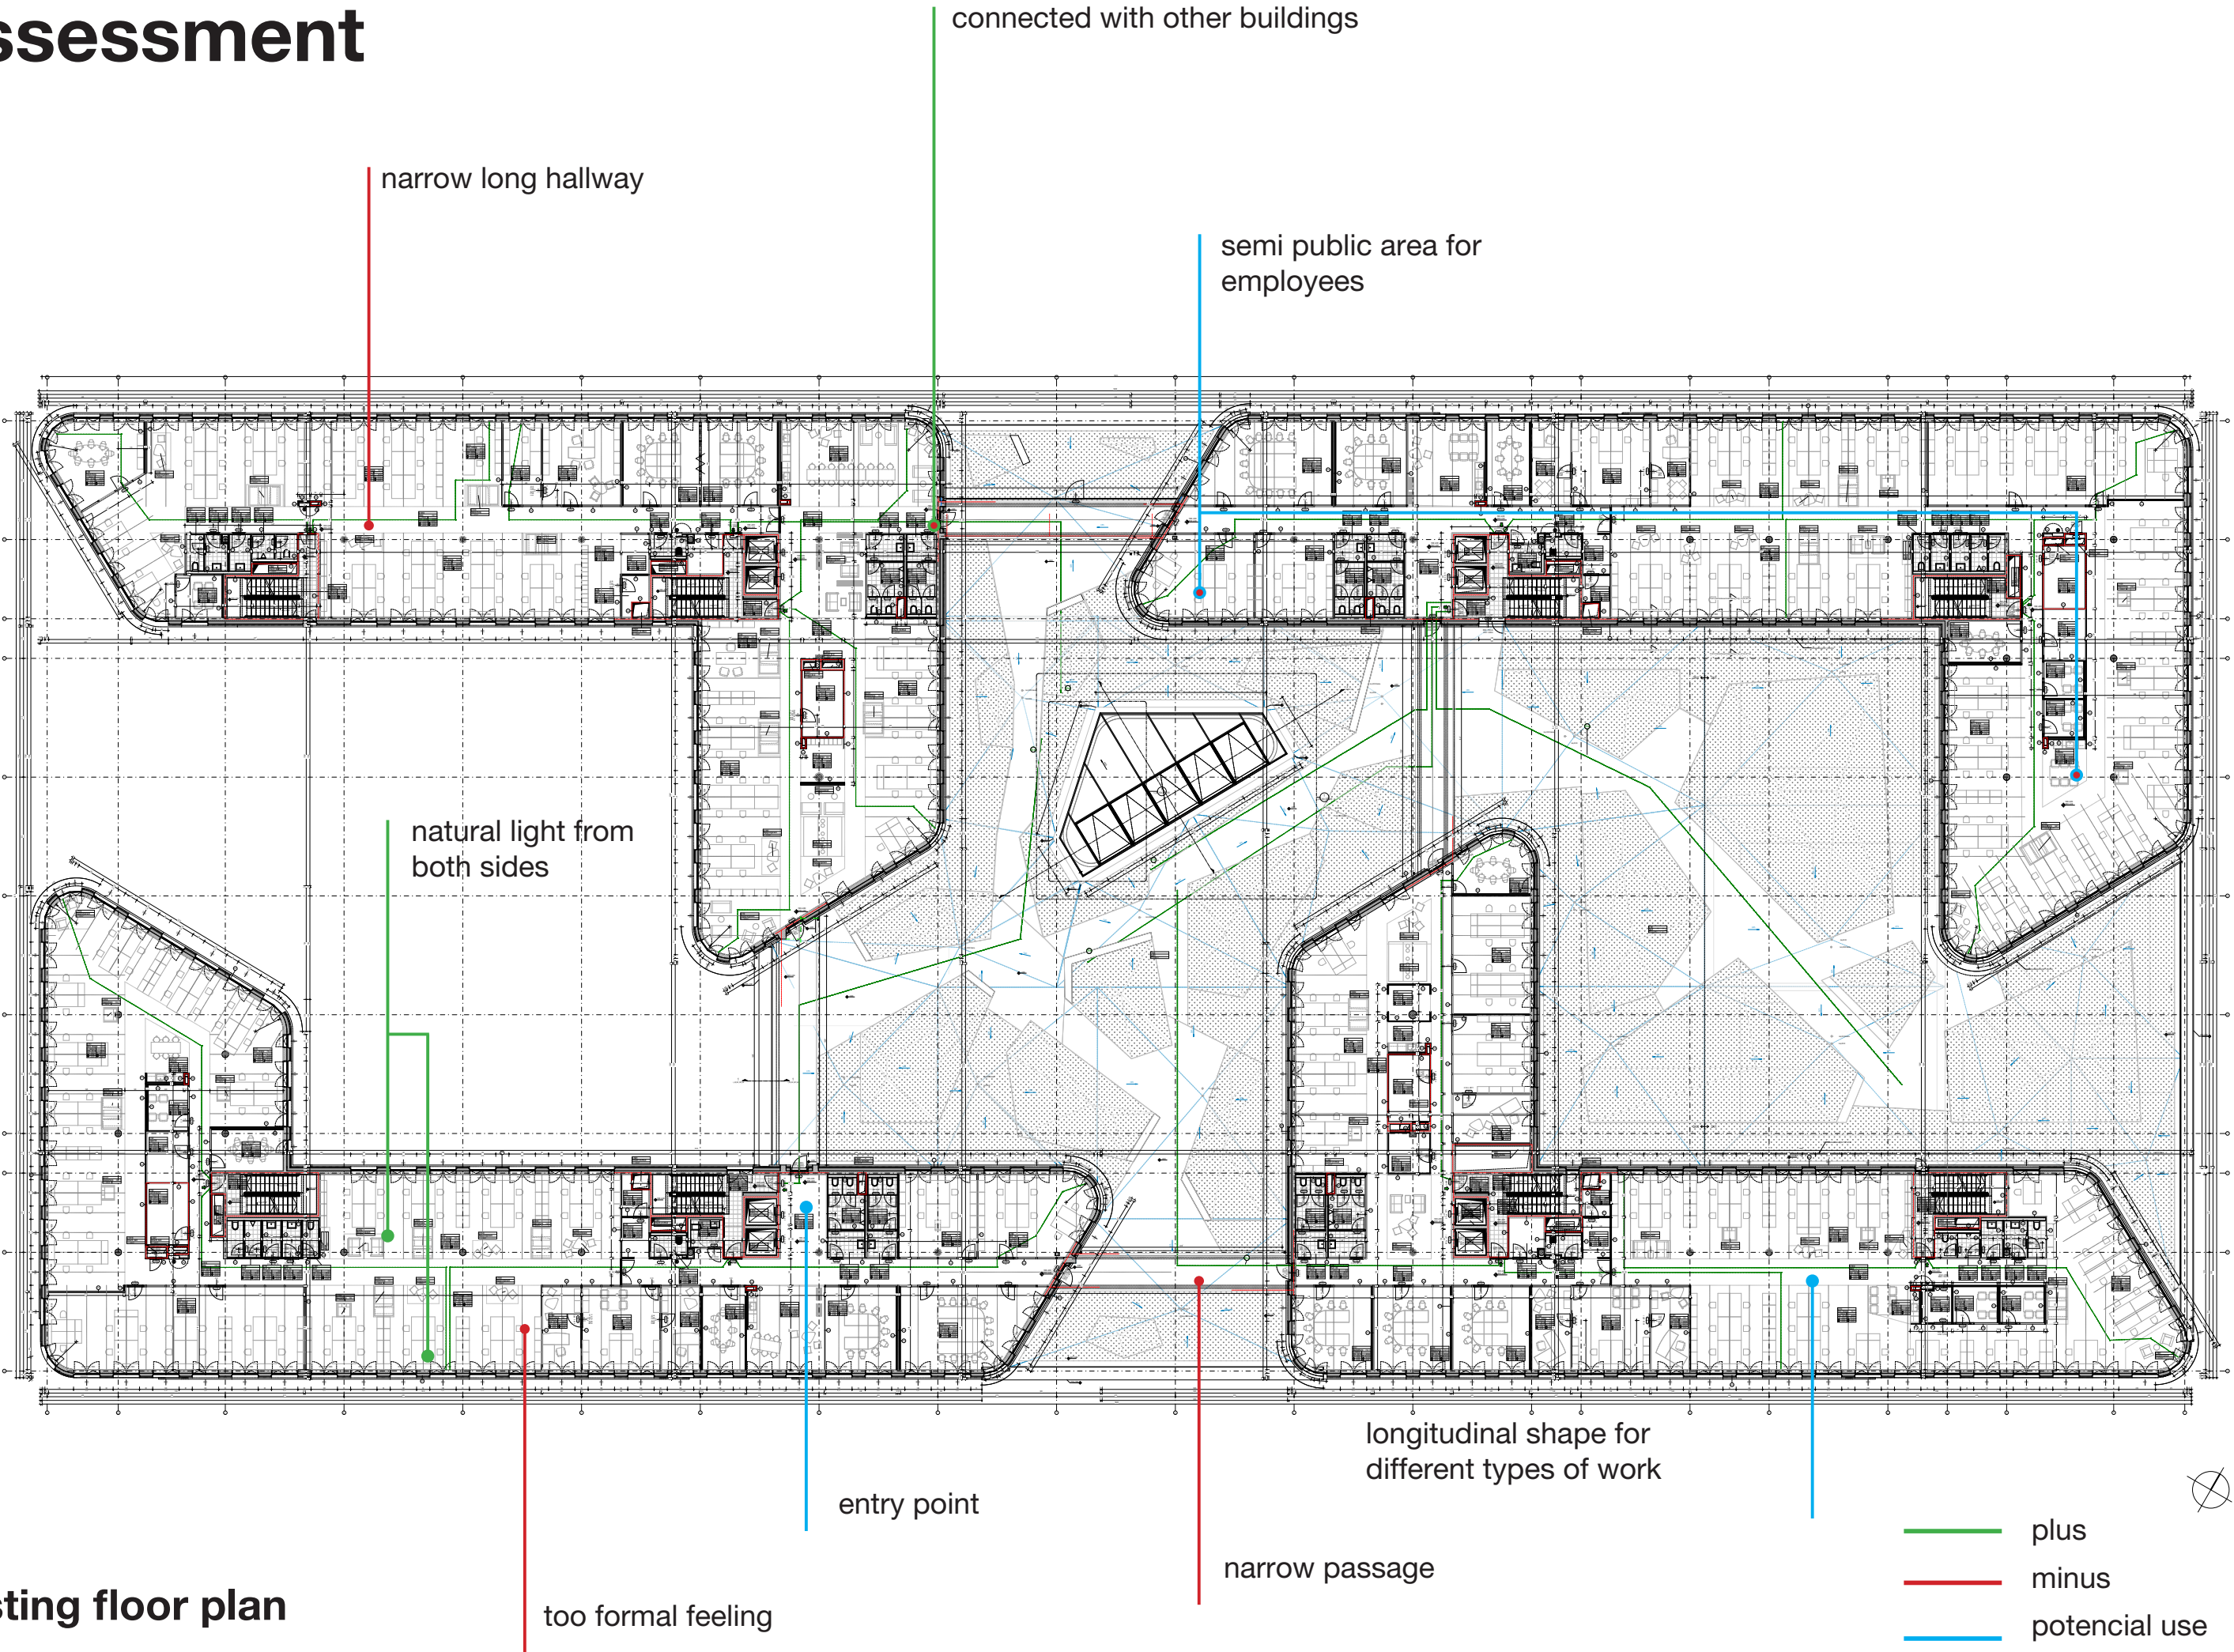 ssessment
connected with other buildings
narrow long hallway
semi public area for
employees
natural light from
both sides
longitudinal shape for
different types of work
entry point
narrow passage
too formal feeling
sting floor plan
plus
minus
potencial use